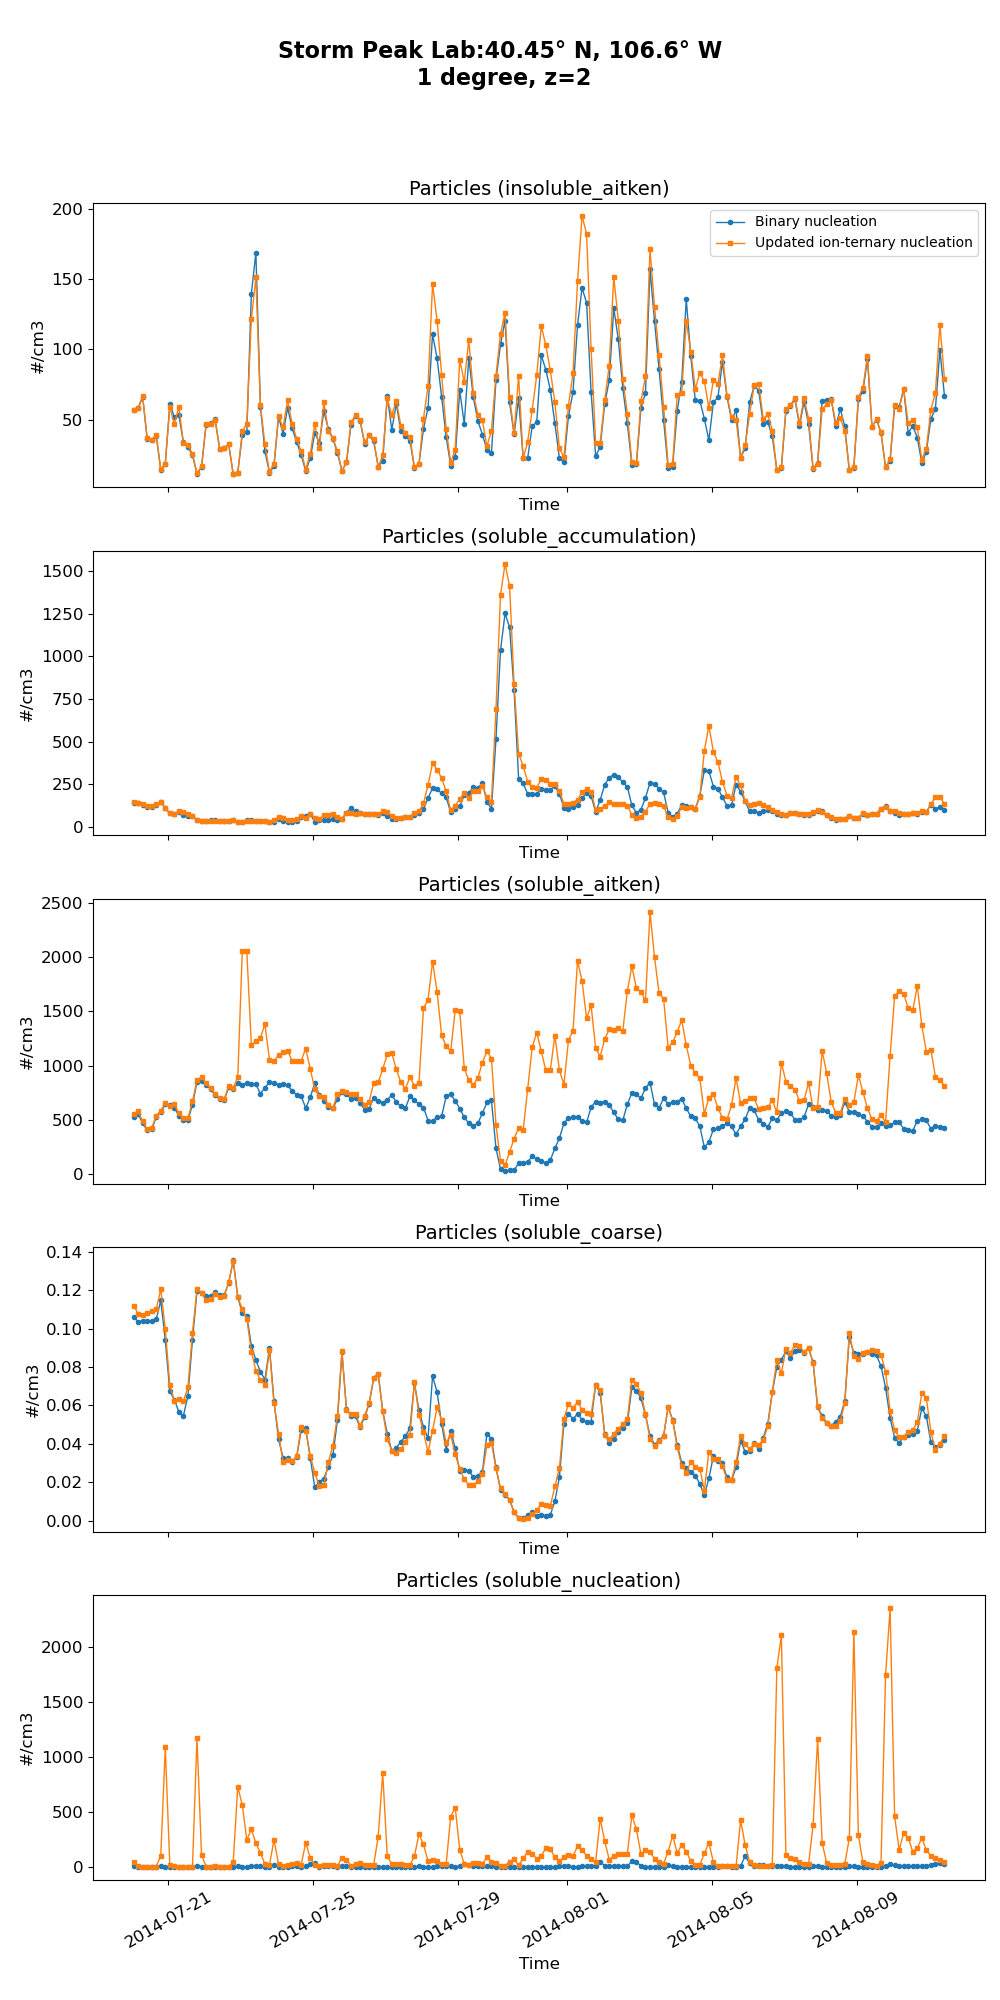 Storm Peak Lab:40.45° N, 106.6° W
1 degree, z=2
Particles (insoluble_aitken)
200
150
100
50
#/cm3
Binary nucleation
Updated ion-ternary nucleation
Time
Particles (soluble_accumulation)
1500
1250
1000
750
500
250
0
#/cm3
Time
Particles (soluble_aitken)
2500
2000
1500
1000
500
0
#/cm3
Time
Particles (soluble_coarse)
0.14
0.12
0.10
0.08
0.06
0.04
0.02
0.00
#/cm3
Time
Particles (soluble_nucleation)
2000
1500
1000
500
0
#/cm3
2014-07-21
2014-07-25
2014-07-29
2014-08-01
2014-08-05
2014-08-09
Time